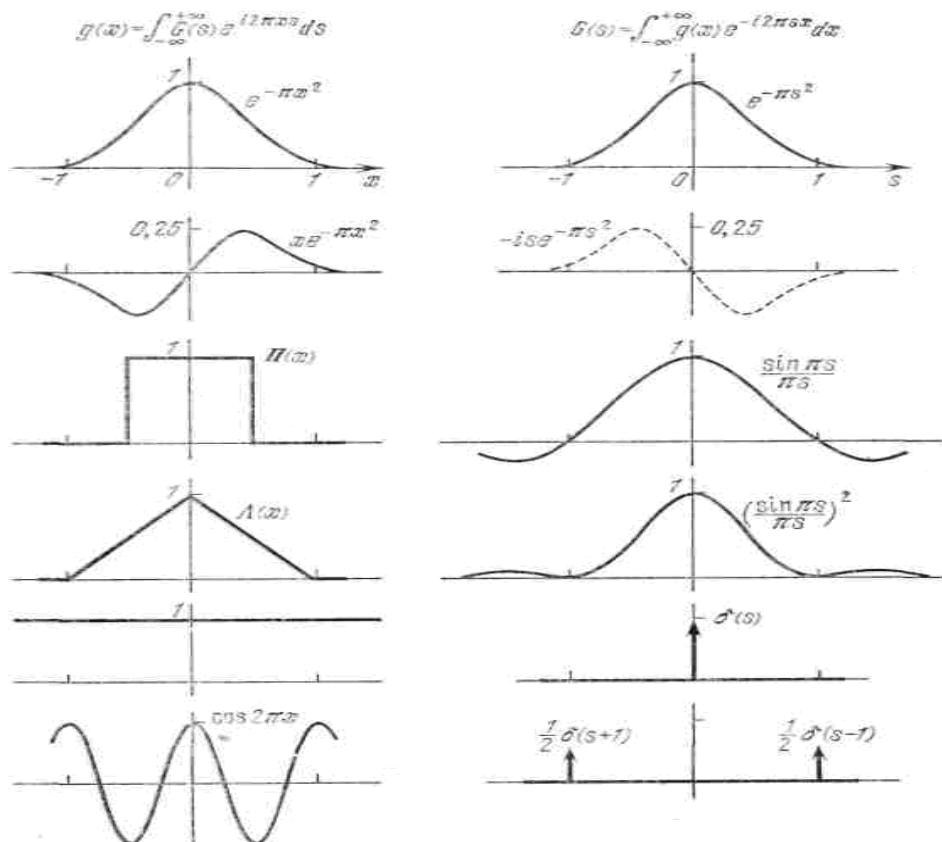 g(x) = ∫_{-∞}^{+∞} G(s) e^{i2πxs} ds
G(s) = ∫_{-∞}^{+∞} g(x) e^{-i2πsx} dx
1
e^{-πx²}
-1
0
1
x
1
e^{-πs²}
-1
0
1
s
0,25
xe^{-πx²}
-ise^{-πs²}
0,25
1
Π(x)
1
sin πs / πs
1
Λ(x)
1
(sin πs / πs)²
1
δ(s)
cos 2πx
1/2 δ(s+1)
1/2 δ(s-1)